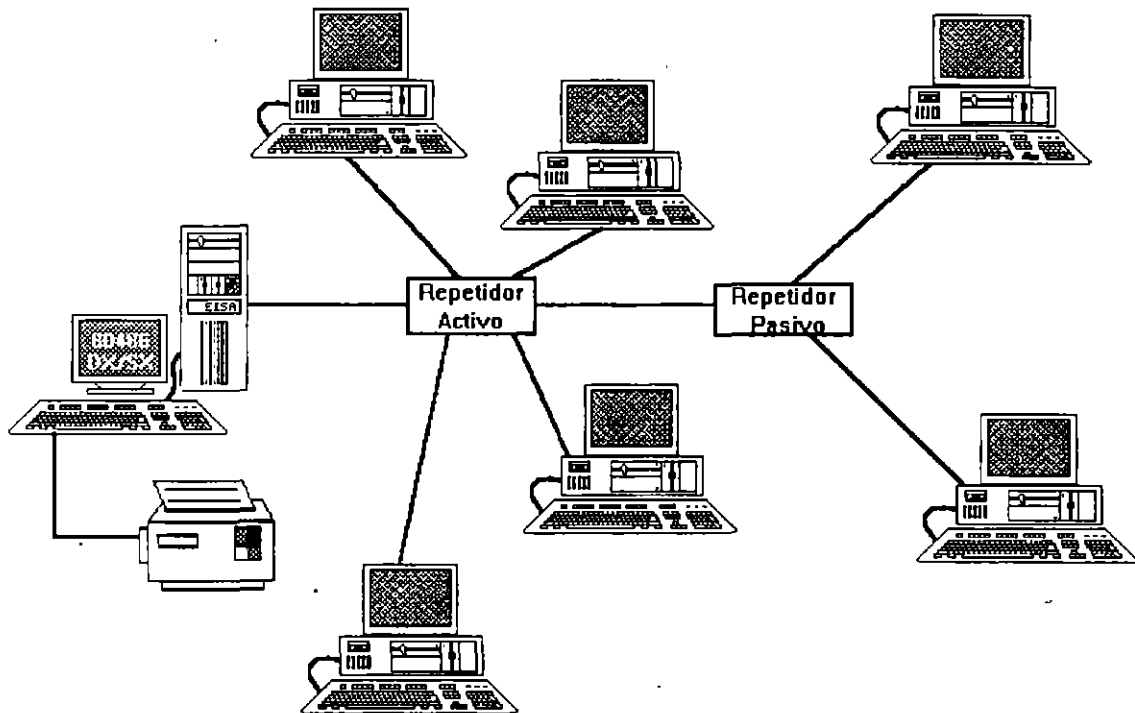 Repetidor
Activo
Repetidor
Pasivo
EISA
80486
DX/SX